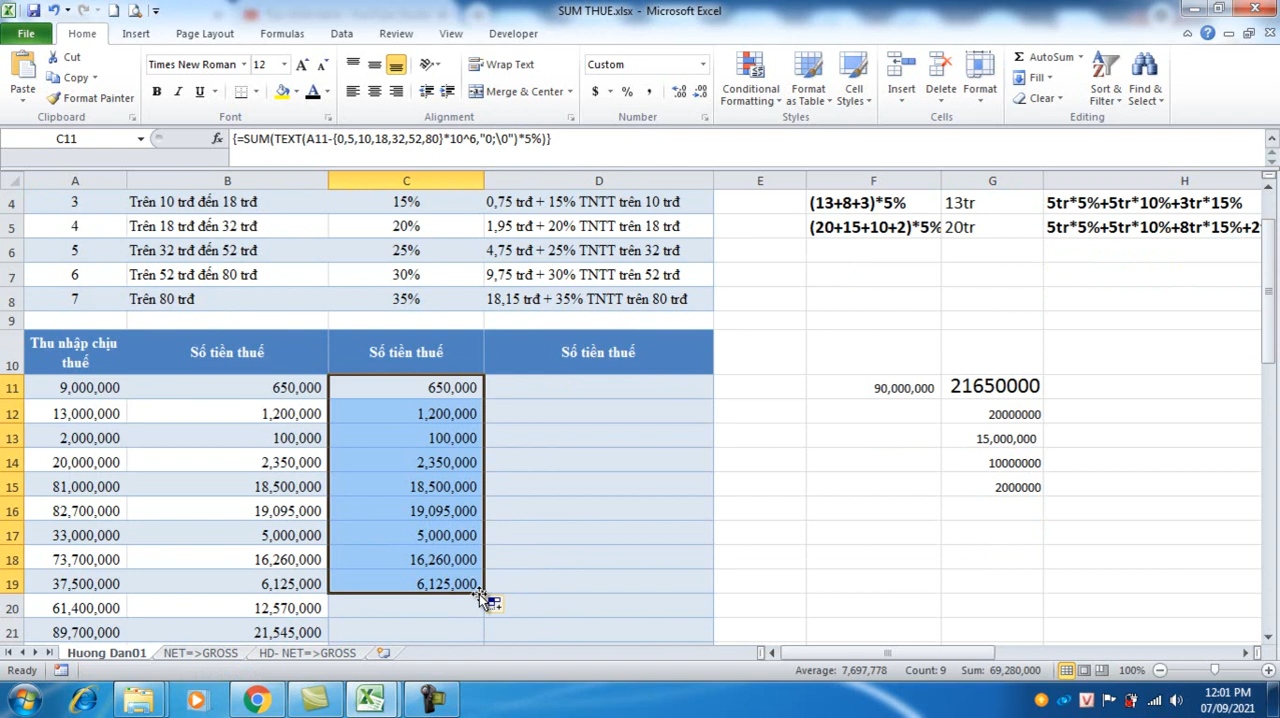 SUM THUE.xlsx - Microsoft Excel
File Home Insert Page Layout Formulas Data Review View Developer
Paste
Cut
Copy
Format Painter
Clipboard
Times New Roman 12 A A
B I U A
Font
Wrap Text
Merge & Center
Alignment
Custom
$ % ,
Number
Conditional Formatting
Format as Table
Cell Styles
Styles
Insert
Delete
Format
Cells
Σ AutoSum
Fill
Clear
Sort & Filter
Find & Select
Editing
C11 fx {=SUM(TEXT(A11-{0,5,10,18,32,52,80}*10^6,"0;\0")*5%)}
A B C D E F G H
4 3 Trên 10 trđ đến 18 trđ 15% 0,75 trđ + 15% TNTT trên 10 trđ (13+8+3)*5% 13tr 5tr*5%+5tr*10%+3tr*15%
5 4 Trên 18 trđ đến 32 trđ 20% 1,95 trđ + 20% TNTT trên 18 trđ (20+15+10+2)*5% 20tr 5tr*5%+5tr*10%+8tr*15%+2
6 5 Trên 32 trđ đến 52 trđ 25% 4,75 trđ + 25% TNTT trên 32 trđ
7 6 Trên 52 trđ đến 80 trđ 30% 9,75 trđ + 30% TNTT trên 52 trđ
8 7 Trên 80 trđ 35% 18,15 trđ + 35% TNTT trên 80 trđ
9
10 Thu nhập chịu thuế Số tiền thuế Số tiền thuế Số tiền thuế
11 9,000,000 650,000 650,000 90,000,000 21650000
12 13,000,000 1,200,000 1,200,000 20000000
13 2,000,000 100,000 100,000 15,000,000
14 20,000,000 2,350,000 2,350,000 10000000
15 81,000,000 18,500,000 18,500,000 2000000
16 82,700,000 19,095,000 19,095,000
17 33,000,000 5,000,000 5,000,000
18 73,700,000 16,260,000 16,260,000
19 37,500,000 6,125,000 6,125,000
20 61,400,000 12,570,000
21 89,700,000 21,545,000
Huong Dan01 NET=>GROSS HD- NET=>GROSS
Ready Average: 7,697,778 Count: 9 Sum: 69,280,000 100%
12:01 PM
07/09/2021